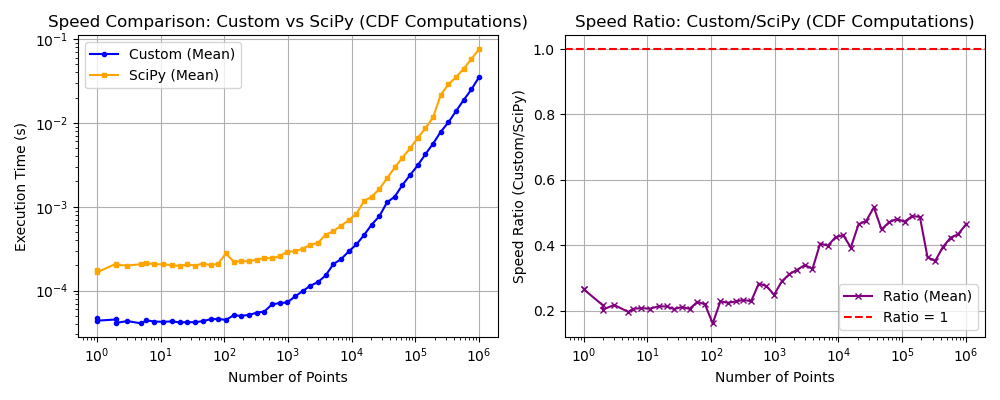 Speed Comparison: Custom vs SciPy (CDF Computations)
Custom (Mean)
SciPy (Mean)
Execution Time (s)
10⁻¹
10⁻²
10⁻³
10⁻⁴
10⁰ 10¹ 10² 10³ 10⁴ 10⁵ 10⁶
Number of Points
Speed Ratio: Custom/SciPy (CDF Computations)
Speed Ratio (Custom/SciPy)
1.0
0.8
0.6
0.4
0.2
Ratio (Mean)
Ratio = 1
10⁰ 10¹ 10² 10³ 10⁴ 10⁵ 10⁶
Number of Points